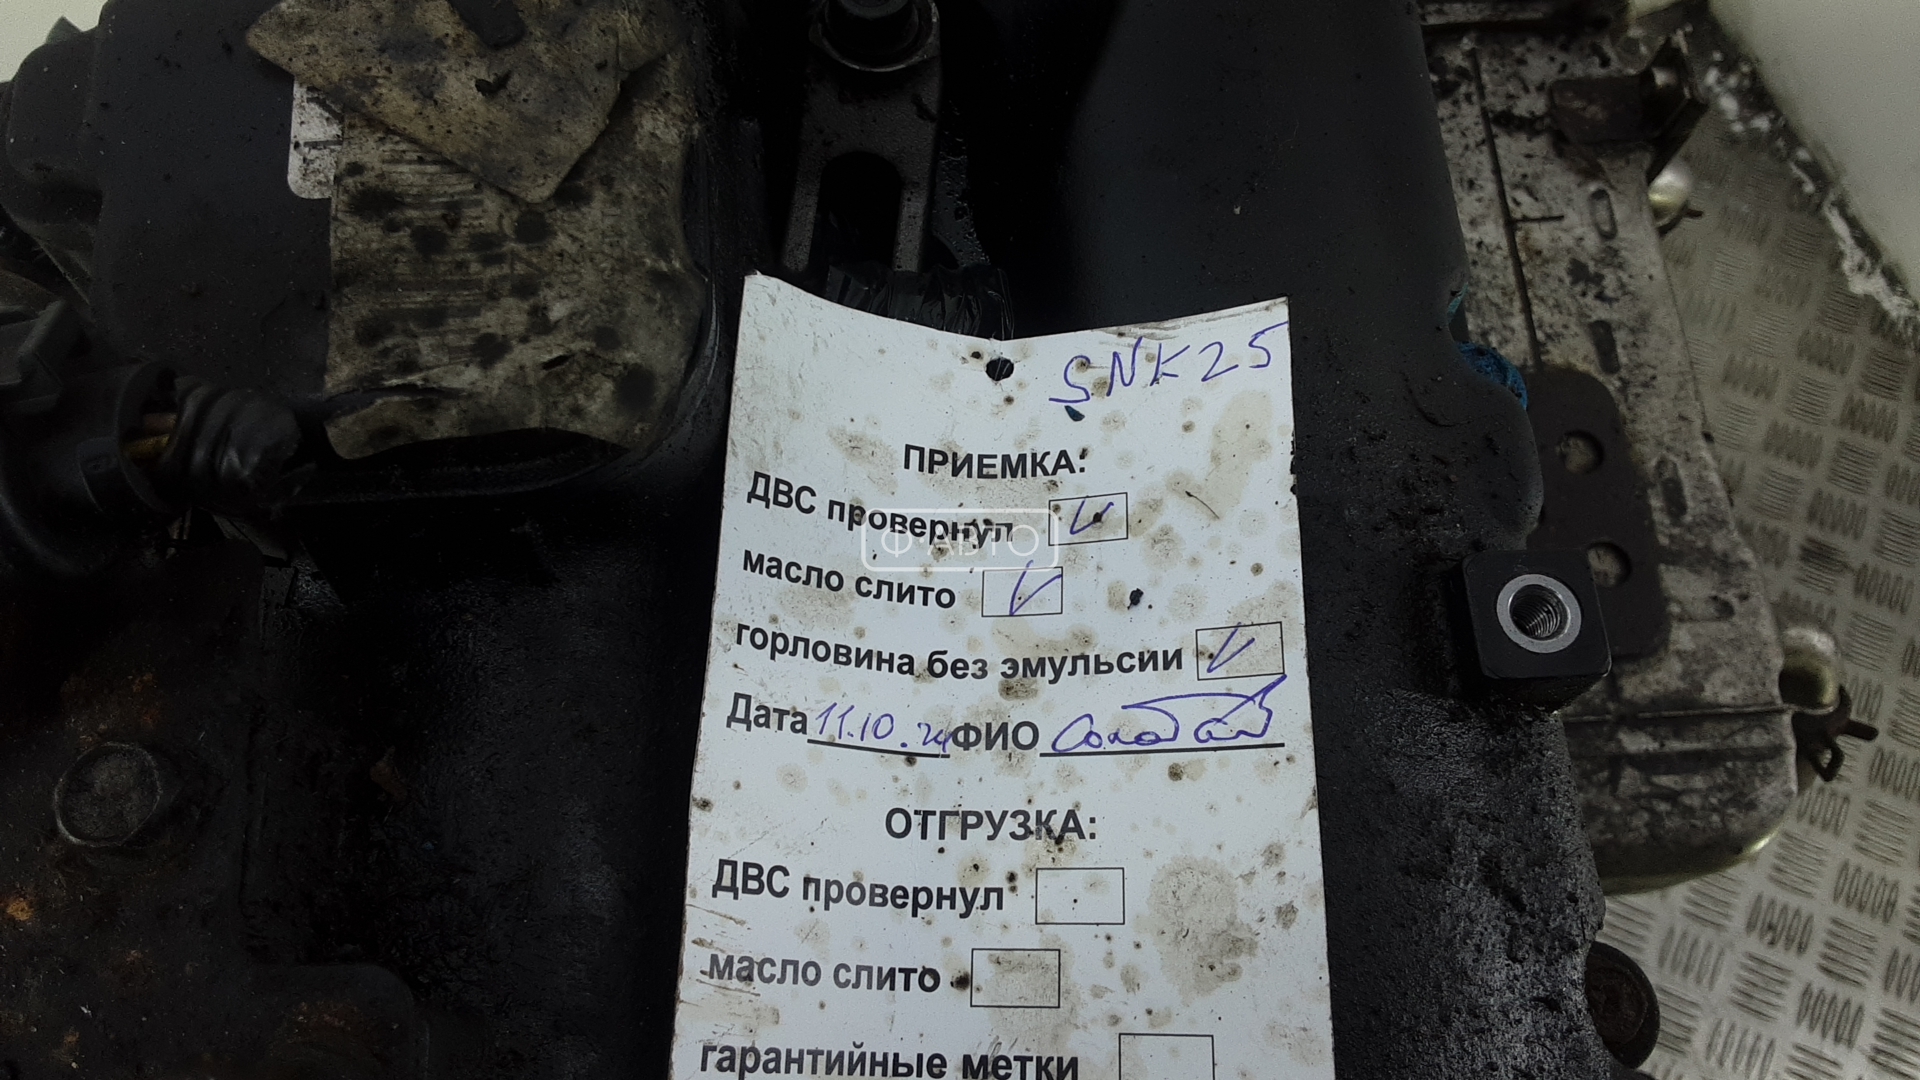 SNK25
ПРИЕМКА:
ДВС провернул
Ф-АВТО
масло слито
горловина без эмульсии
Дата 11.10.24 ФИО
ОТГРУЗКА:
ДВС провернул
масло слито
гарантийные метки